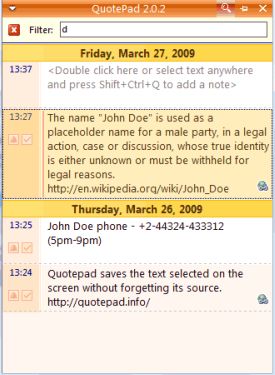 QuotePad 2.0.2
Filter: d
Friday, March 27, 2009
13:37 <Double click here or select text anywhere
and press Shift+Ctrl+Q to add a note>
13:27 The name "John Doe" is used as a
placeholder name for a male party, in a legal
action, case or discussion, whose true identity
is either unknown or must be withheld for
legal reasons.
http://en.wikipedia.org/wiki/John_Doe
Thursday, March 26, 2009
13:25 John Doe phone - +2-44324-433312
(5pm-9pm)
13:24 Quotepad saves the text selected on the
screen without forgetting its source.
http://quotepad.info/